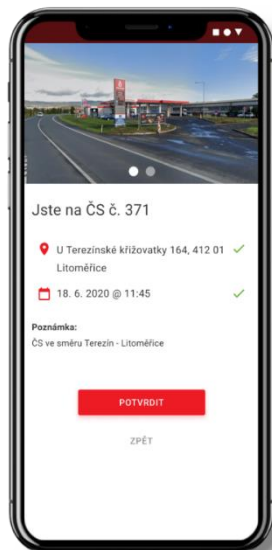 Jste na ČS č. 371
U Terezínské křižovatky 164, 412 01
Litoměřice
18. 6. 2020 @ 11:45
Poznámka:
ČS ve směru Terezín - Litoměřice
POTVRDIT
ZPĚT